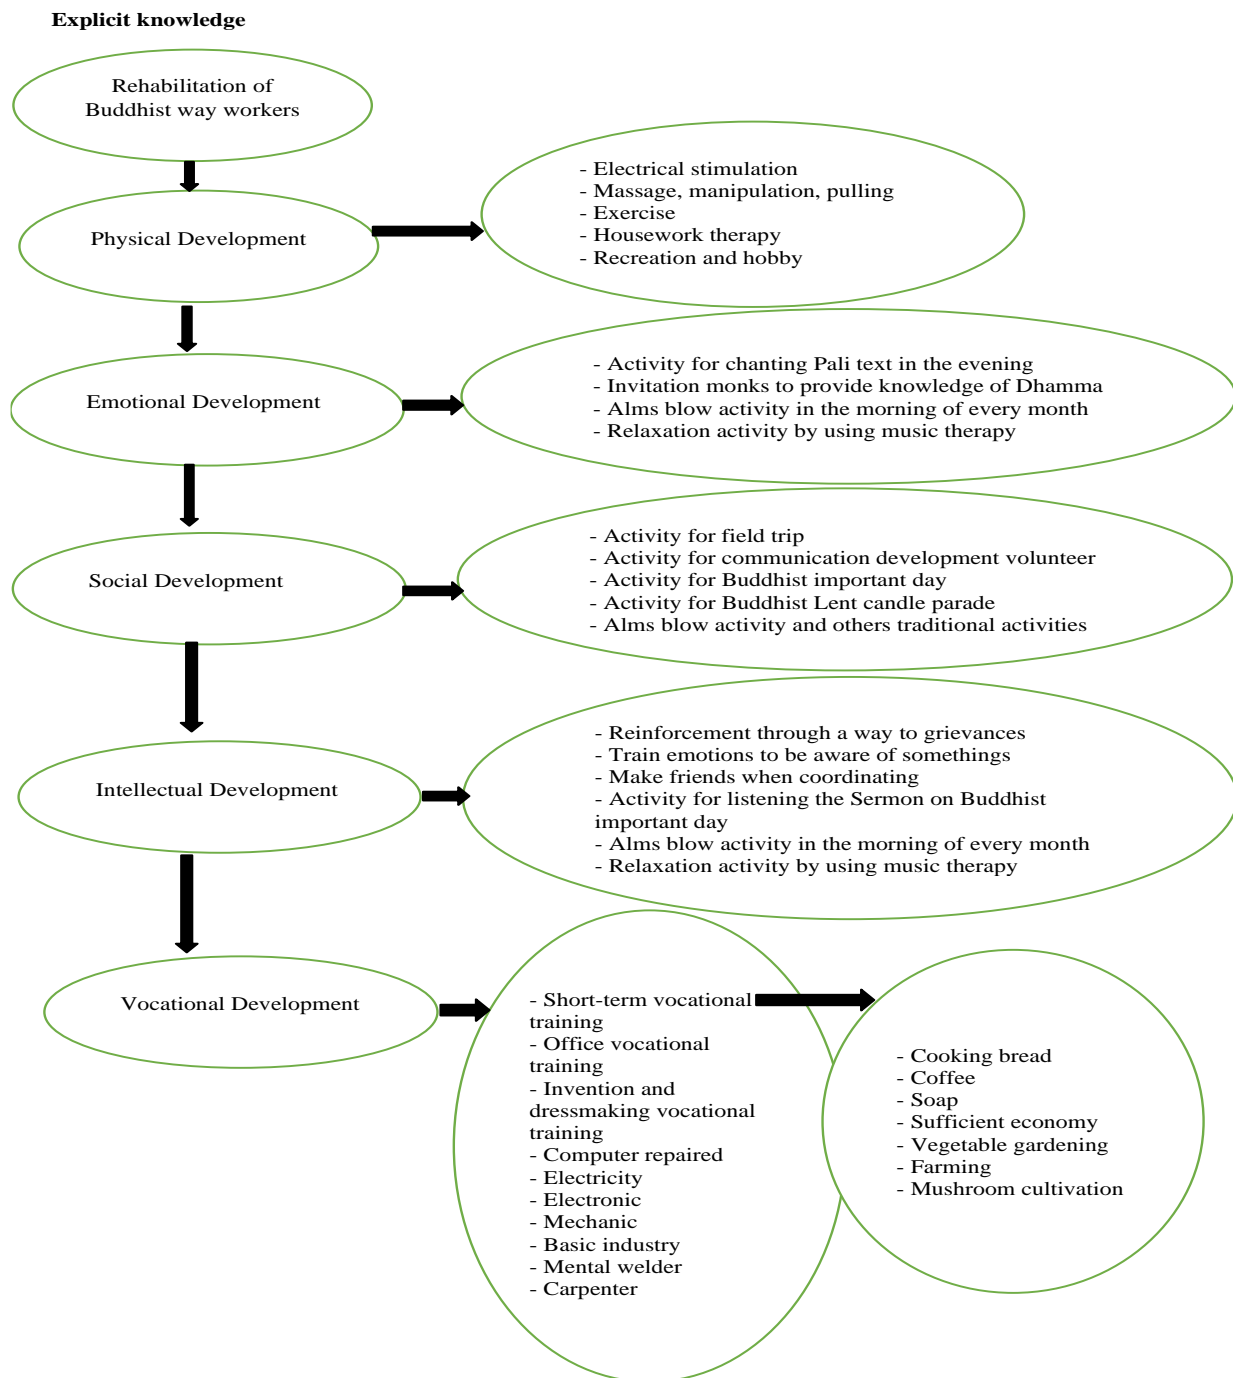 Explicit knowledge
Rehabilitation of
Buddhist way workers
Physical Development
- Electrical stimulation
- Massage, manipulation, pulling
- Exercise
- Housework therapy
- Recreation and hobby
Emotional Development
- Activity for chanting Pali text in the evening
- Invitation monks to provide knowledge of Dhamma
- Alms blow activity in the morning of every month
- Relaxation activity by using music therapy
Social Development
- Activity for field trip
- Activity for communication development volunteer
- Activity for Buddhist important day
- Activity for Buddhist Lent candle parade
- Alms blow activity and others traditional activities
Intellectual Development
- Reinforcement through a way to grievances
- Train emotions to be aware of somethings
- Make friends when coordinating
- Activity for listening the Sermon on Buddhist
important day
- Alms blow activity in the morning of every month
- Relaxation activity by using music therapy
Vocational Development
- Short-term vocational
training
- Office vocational
training
- Invention and
dressmaking vocational
training
- Computer repaired
- Electricity
- Electronic
- Mechanic
- Basic industry
- Mental welder
- Carpenter
- Cooking bread
- Coffee
- Soap
- Sufficient economy
- Vegetable gardening
- Farming
- Mushroom cultivation